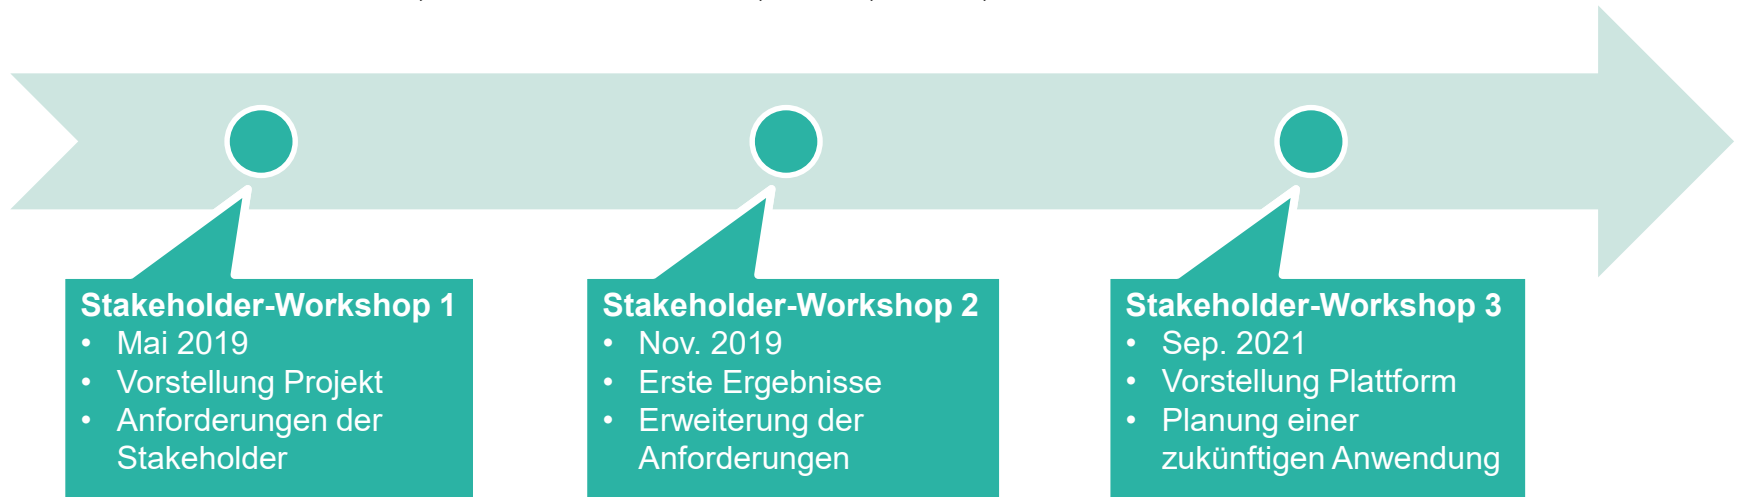 Stakeholder-Workshop 1
• Mai 2019
• Vorstellung Projekt
• Anforderungen der
Stakeholder
Stakeholder-Workshop 2
• Nov. 2019
• Erste Ergebnisse
• Erweiterung der
Anforderungen
Stakeholder-Workshop 3
• Sep. 2021
• Vorstellung Plattform
• Planung einer
zukünftigen Anwendung